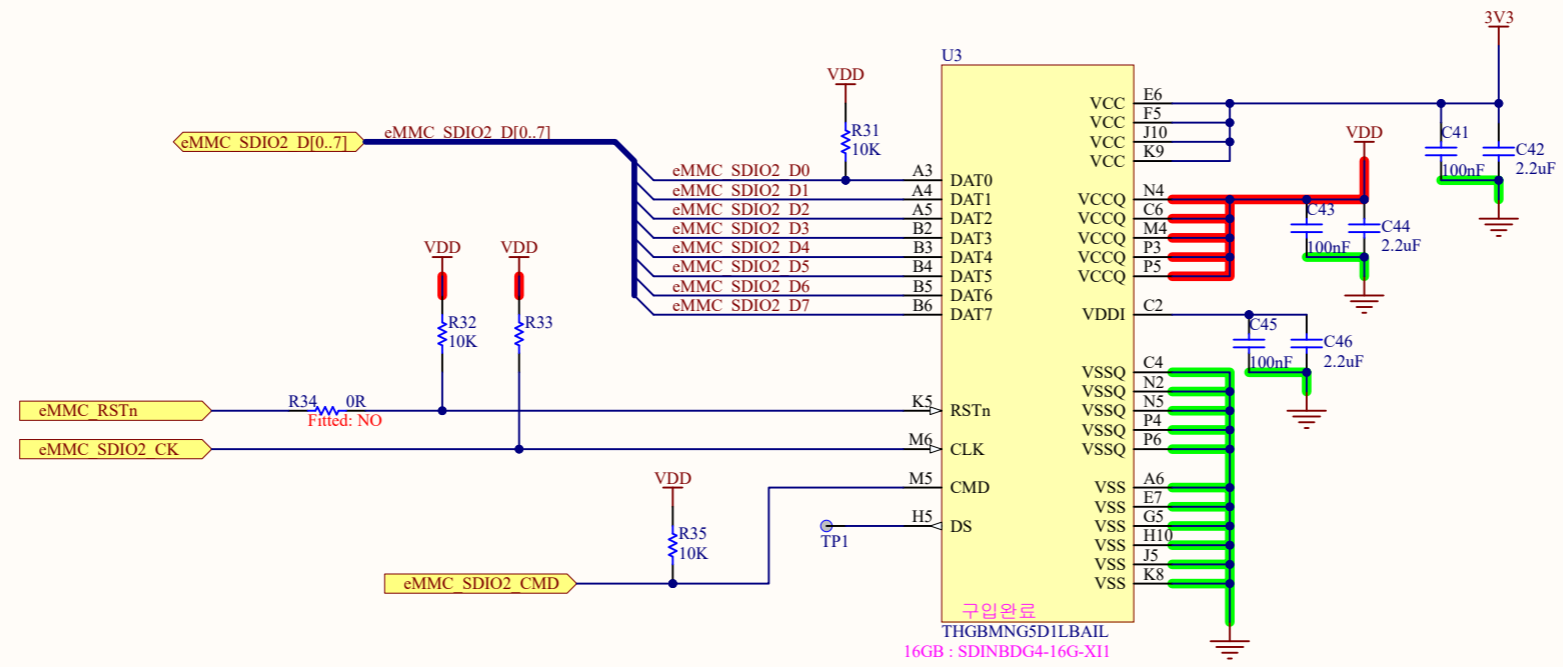 3V3
U3
VDD
E6
VCC
F5
VCC
J10
VCC
K9
VCC
R31
10K
VDD
C41
100nF
C42
2.2uF
eMMC_SDIO2_D[0..7]
eMMC_SDIO2_D[0..7]
eMMC_SDIO2_D0
A3
DAT0
eMMC_SDIO2_D1
A4
DAT1
eMMC_SDIO2_D2
A5
DAT2
eMMC_SDIO2_D3
B2
DAT3
eMMC_SDIO2_D4
B3
DAT4
eMMC_SDIO2_D5
B4
DAT5
eMMC_SDIO2_D6
B5
DAT6
eMMC_SDIO2_D7
B6
DAT7
VCCQ
N4
VCCQ
C6
VCCQ
M4
VCCQ
P3
VCCQ
P5
C43
100nF
C44
2.2uF
VDD
VDD
R32
10K
R33
VDDI
C2
C45
100nF
C46
2.2uF
VSSQ
C4
VSSQ
N2
VSSQ
N5
VSSQ
P4
VSSQ
P6
eMMC_RSTn
R34
0R
Fitted: NO
K5
RSTn
eMMC_SDIO2_CK
M6
CLK
VDD
M5
CMD
R35
10K
TP1
H5
DS
VSS
A6
VSS
E7
VSS
G5
VSS
H10
VSS
J5
VSS
K8
eMMC_SDIO2_CMD
구입완료
THGBMNG5D1LBAIL
16GB : SDINBDG4-16G-XI1